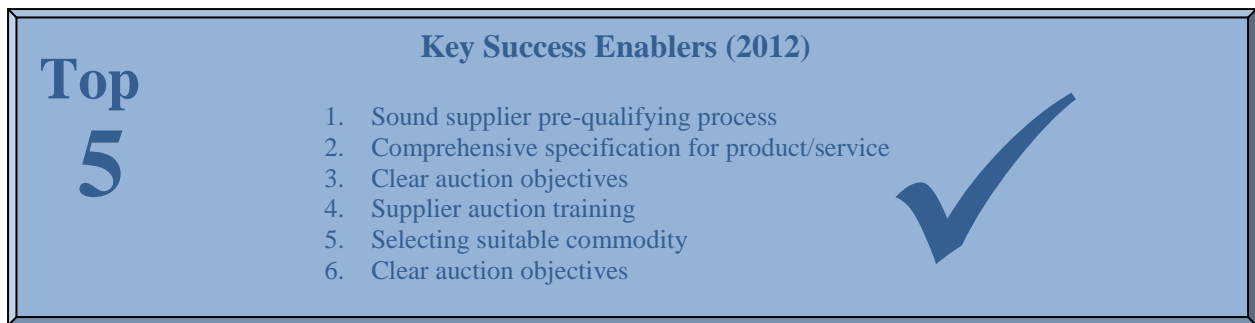 Top
5
Key Success Enablers (2012)
1. Sound supplier pre-qualifying process
2. Comprehensive specification for product/service
3. Clear auction objectives
4. Supplier auction training
5. Selecting suitable commodity
6. Clear auction objectives